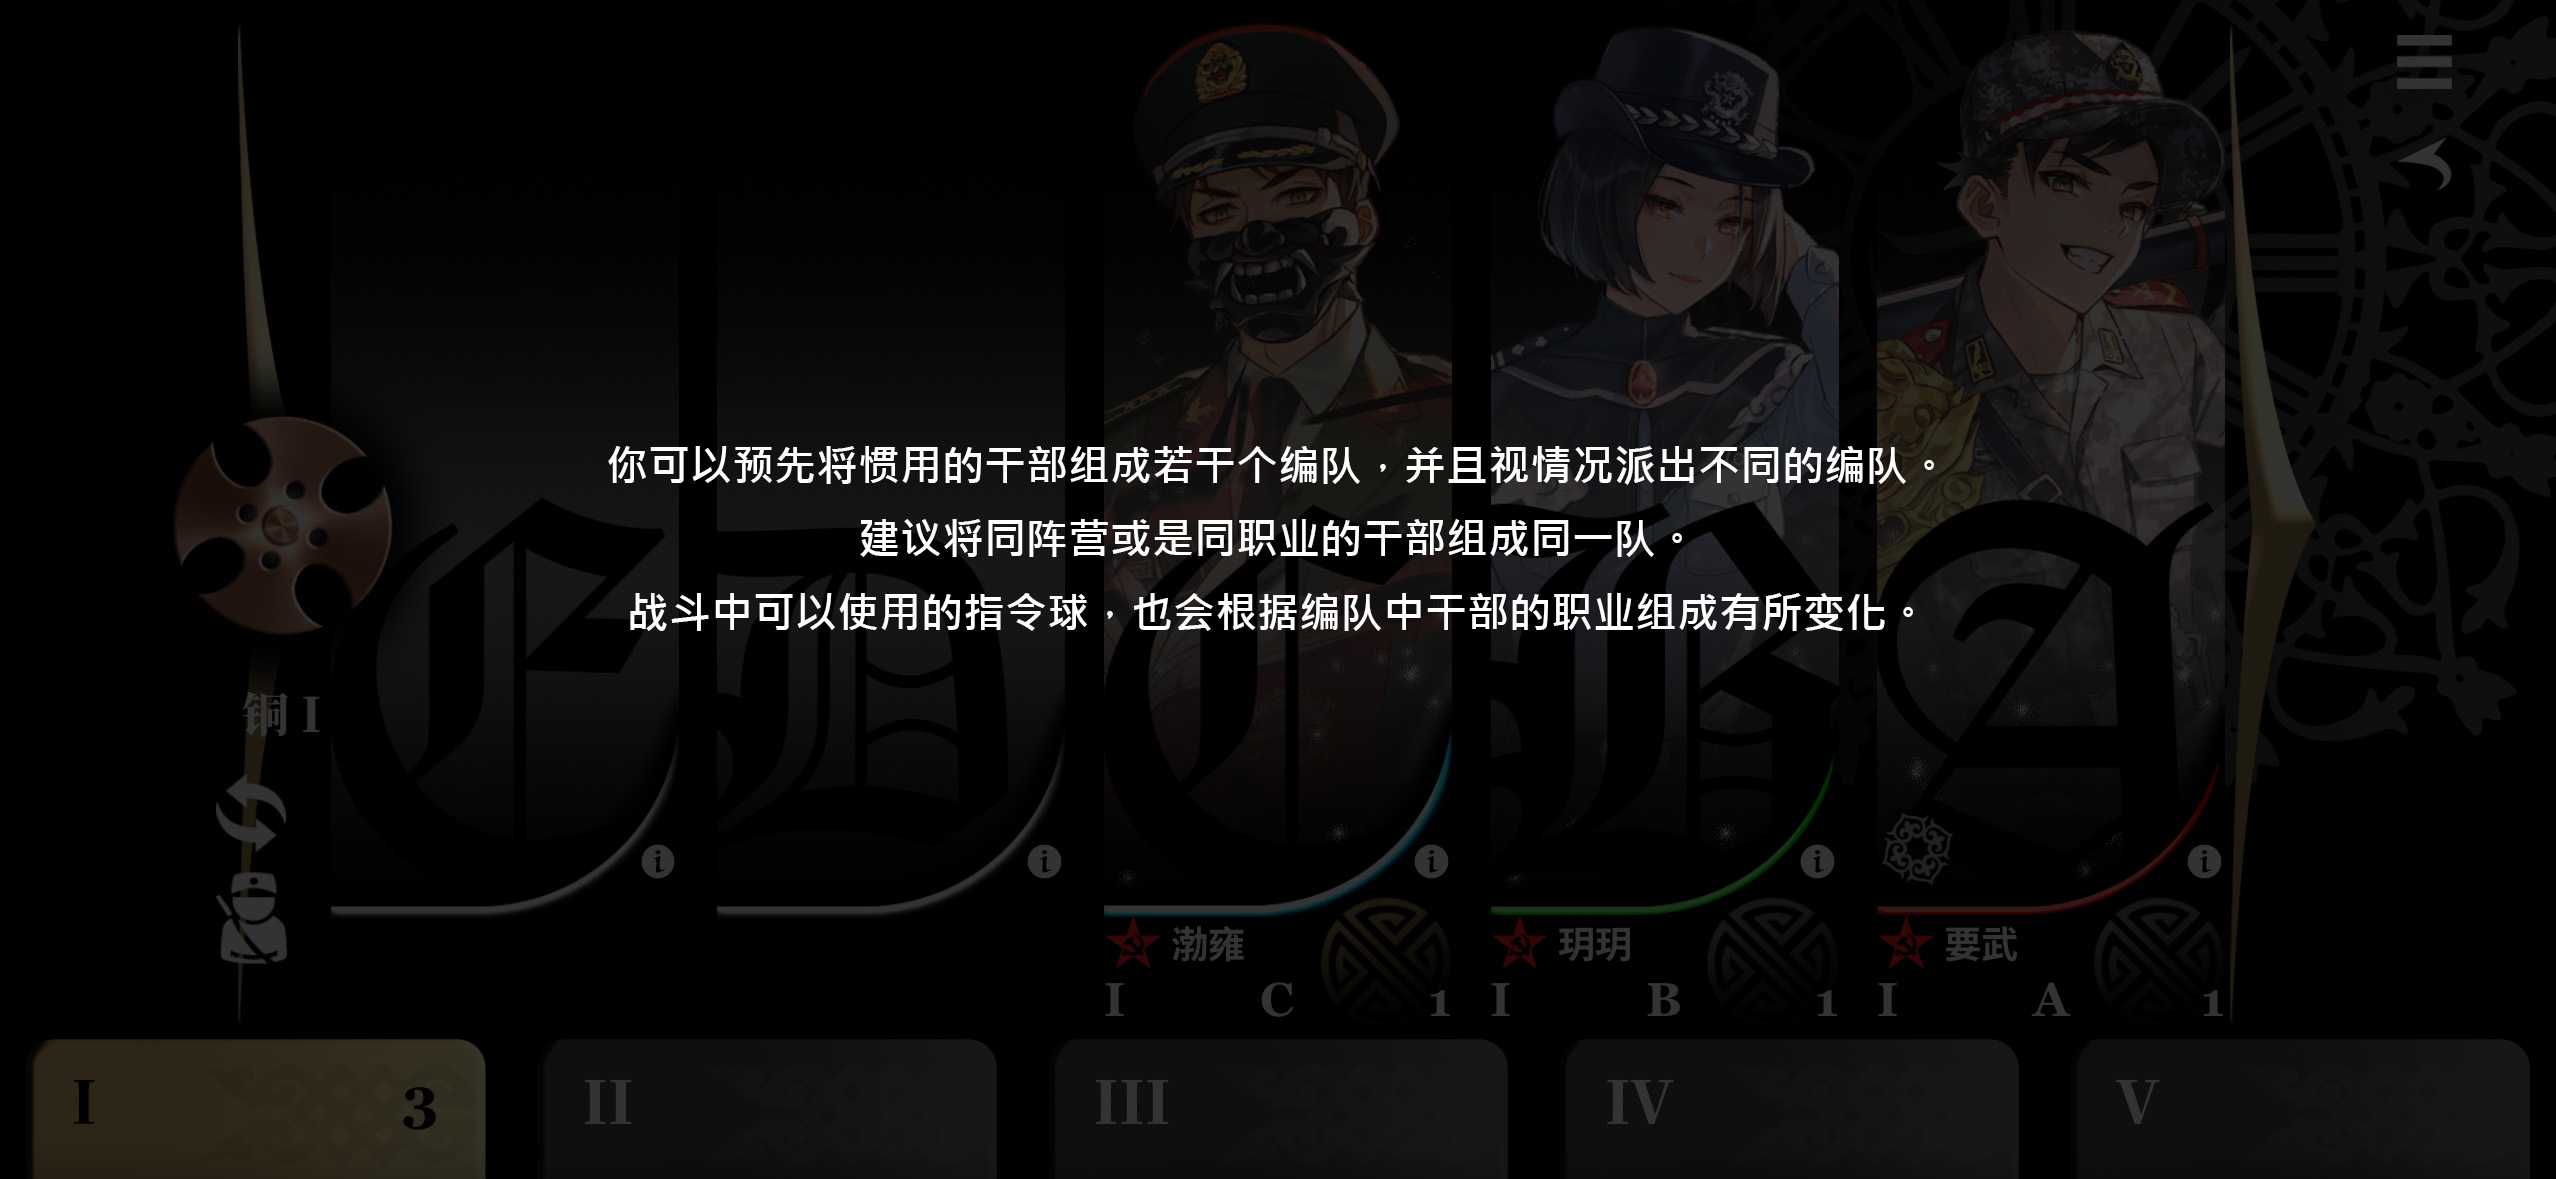 你可以预先将惯用的干部组成若干个编队，并且视情况派出不同的编队。
建议将同阵营或是同职业的干部组成同一队。
战斗中可以使用的指令球，也会根据编队中干部的职业组成有所变化。
E D C B A
铜 I
i i i i i
渤雍 玥玥 要武
I C 1 I B 1 I A 1
I 3 II III IV V